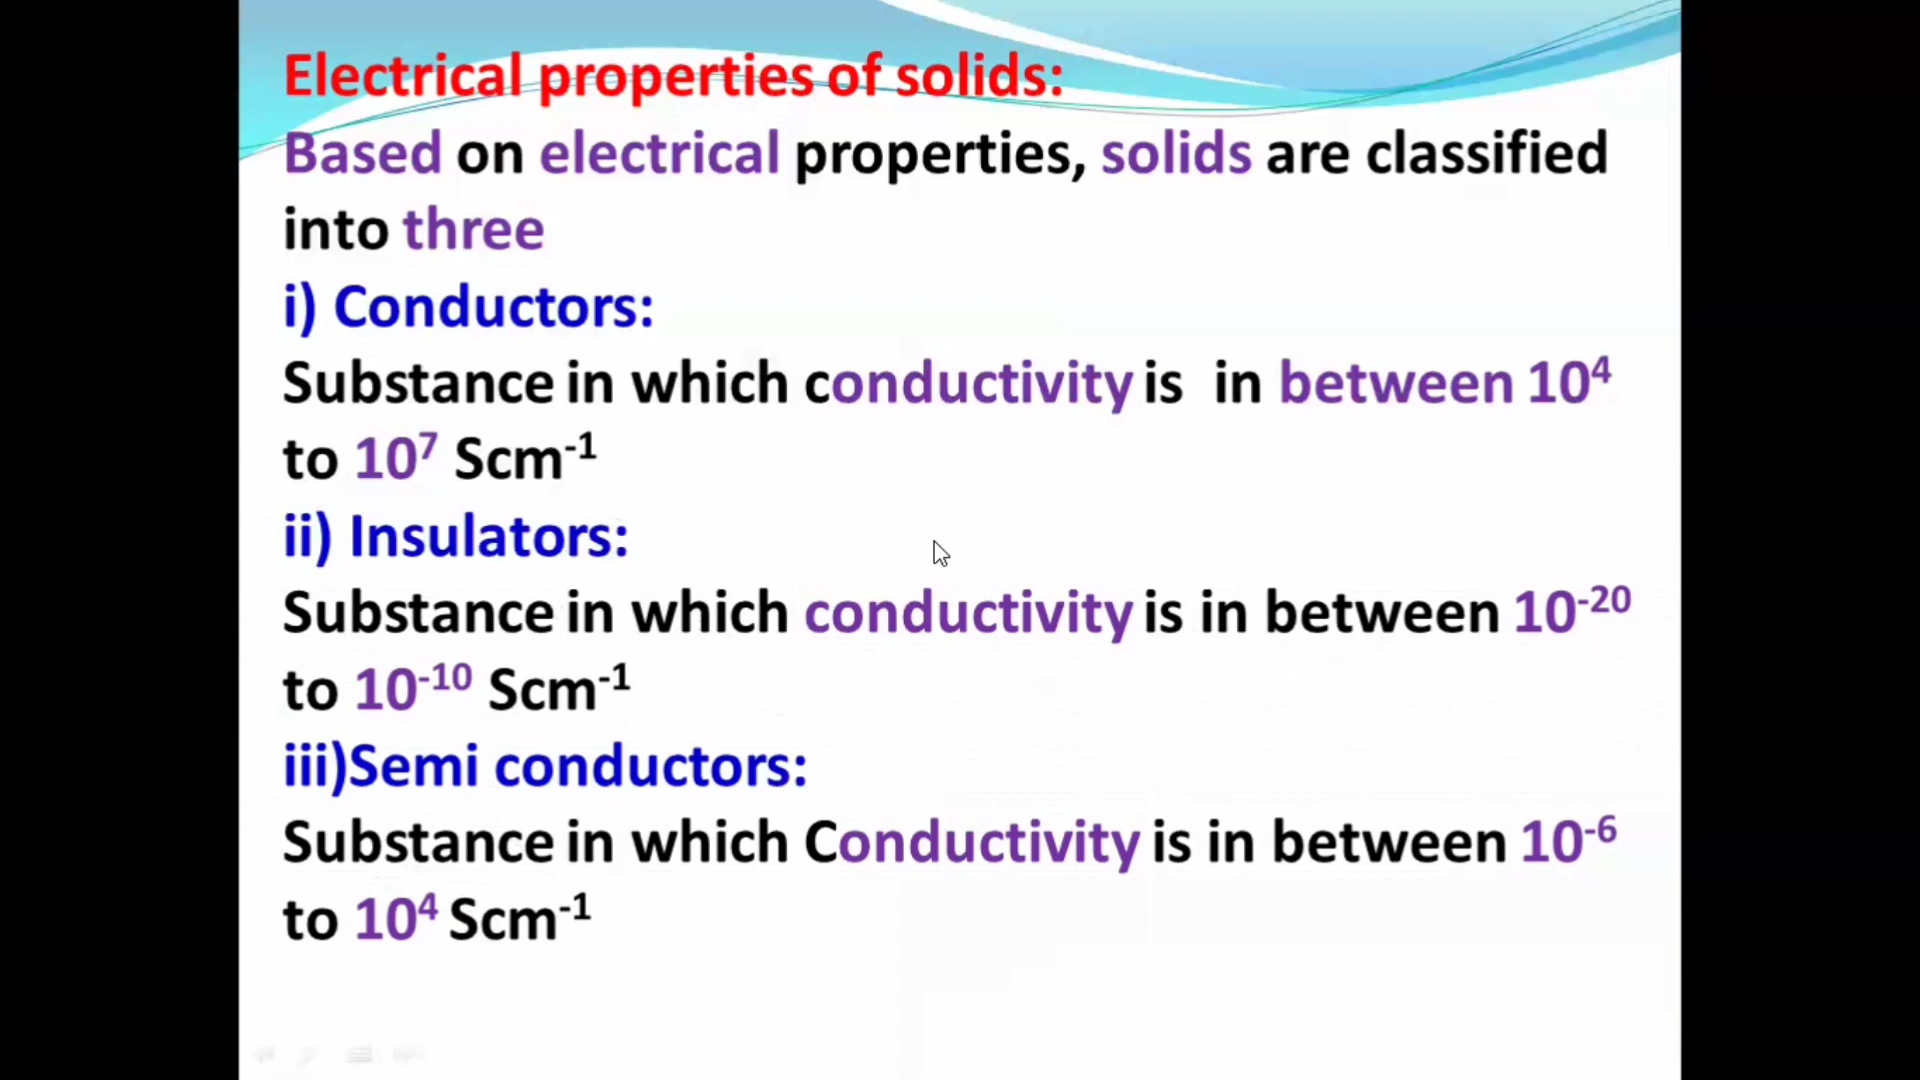 Electrical properties of solids:
Based on electrical properties, solids are classified
into three
i) Conductors:
Substance in which conductivity is in between 10⁴
to 10⁷ Scm⁻¹
ii) Insulators:
Substance in which conductivity is in between 10⁻²⁰
to 10⁻¹⁰ Scm⁻¹
iii)Semi conductors:
Substance in which Conductivity is in between 10⁻⁶
to 10⁴ Scm⁻¹